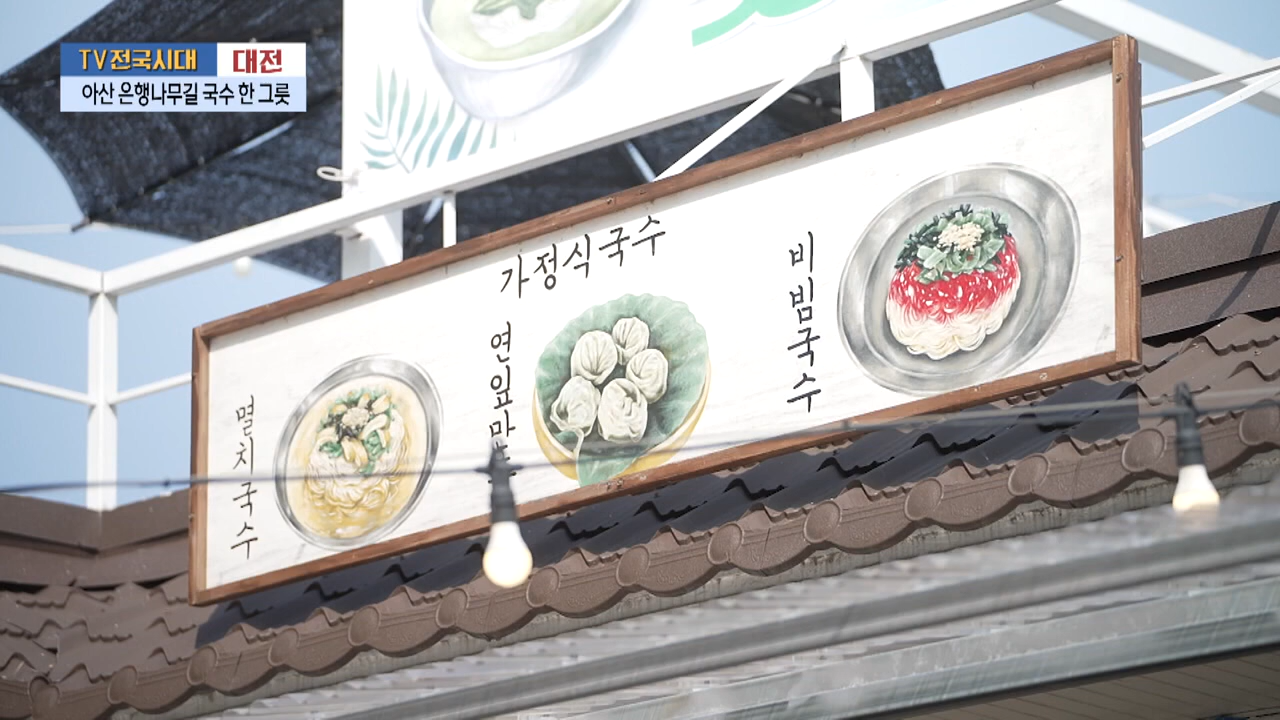 TV전국시대 대전
아산 은행나무길 국수 한 그릇
가정식국수
멸치국수
연잎만
비빔국수